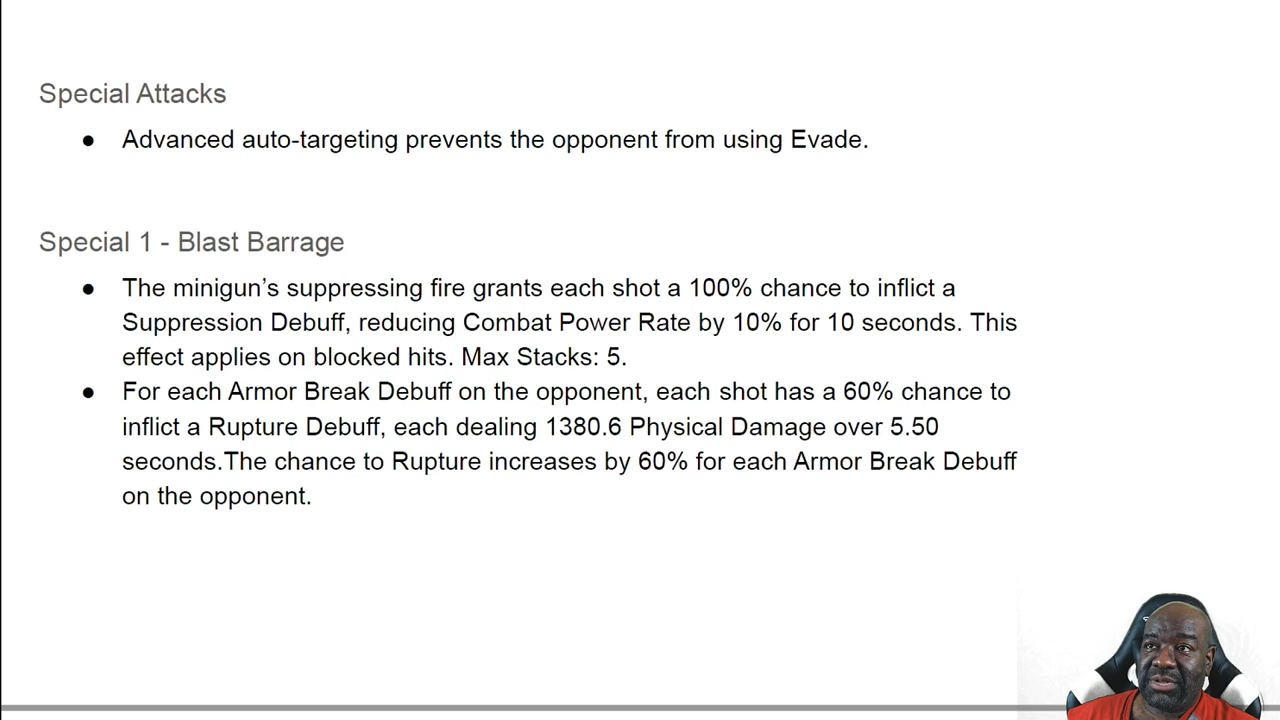 Special Attacks
● Advanced auto-targeting prevents the opponent from using Evade.
Special 1 - Blast Barrage
● The minigun’s suppressing fire grants each shot a 100% chance to inflict a
Suppression Debuff, reducing Combat Power Rate by 10% for 10 seconds. This
effect applies on blocked hits. Max Stacks: 5.
● For each Armor Break Debuff on the opponent, each shot has a 60% chance to
inflict a Rupture Debuff, each dealing 1380.6 Physical Damage over 5.50
seconds.The chance to Rupture increases by 60% for each Armor Break Debuff
on the opponent.